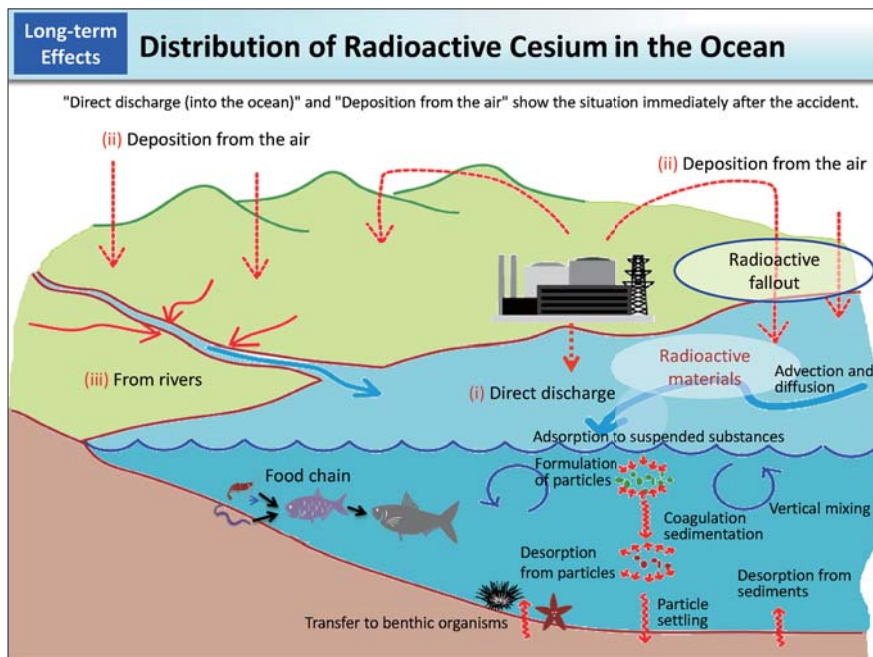 Long-term
Effects
Distribution of Radioactive Cesium in the Ocean
"Direct discharge (into the ocean)" and "Deposition from the air" show the situation immediately after the accident.
(ii) Deposition from the air
(ii) Deposition from the air
Radioactive
fallout
(iii) From rivers
Radioactive
materials
Advection and
diffusion
(i) Direct discharge
Adsorption to suspended substances
Food chain
Formulation
of particles
Vertical mixing
Coagulation
sedimentation
Desorption
from particles
Desorption from
sediments
Transfer to benthic organisms
Particle
settling